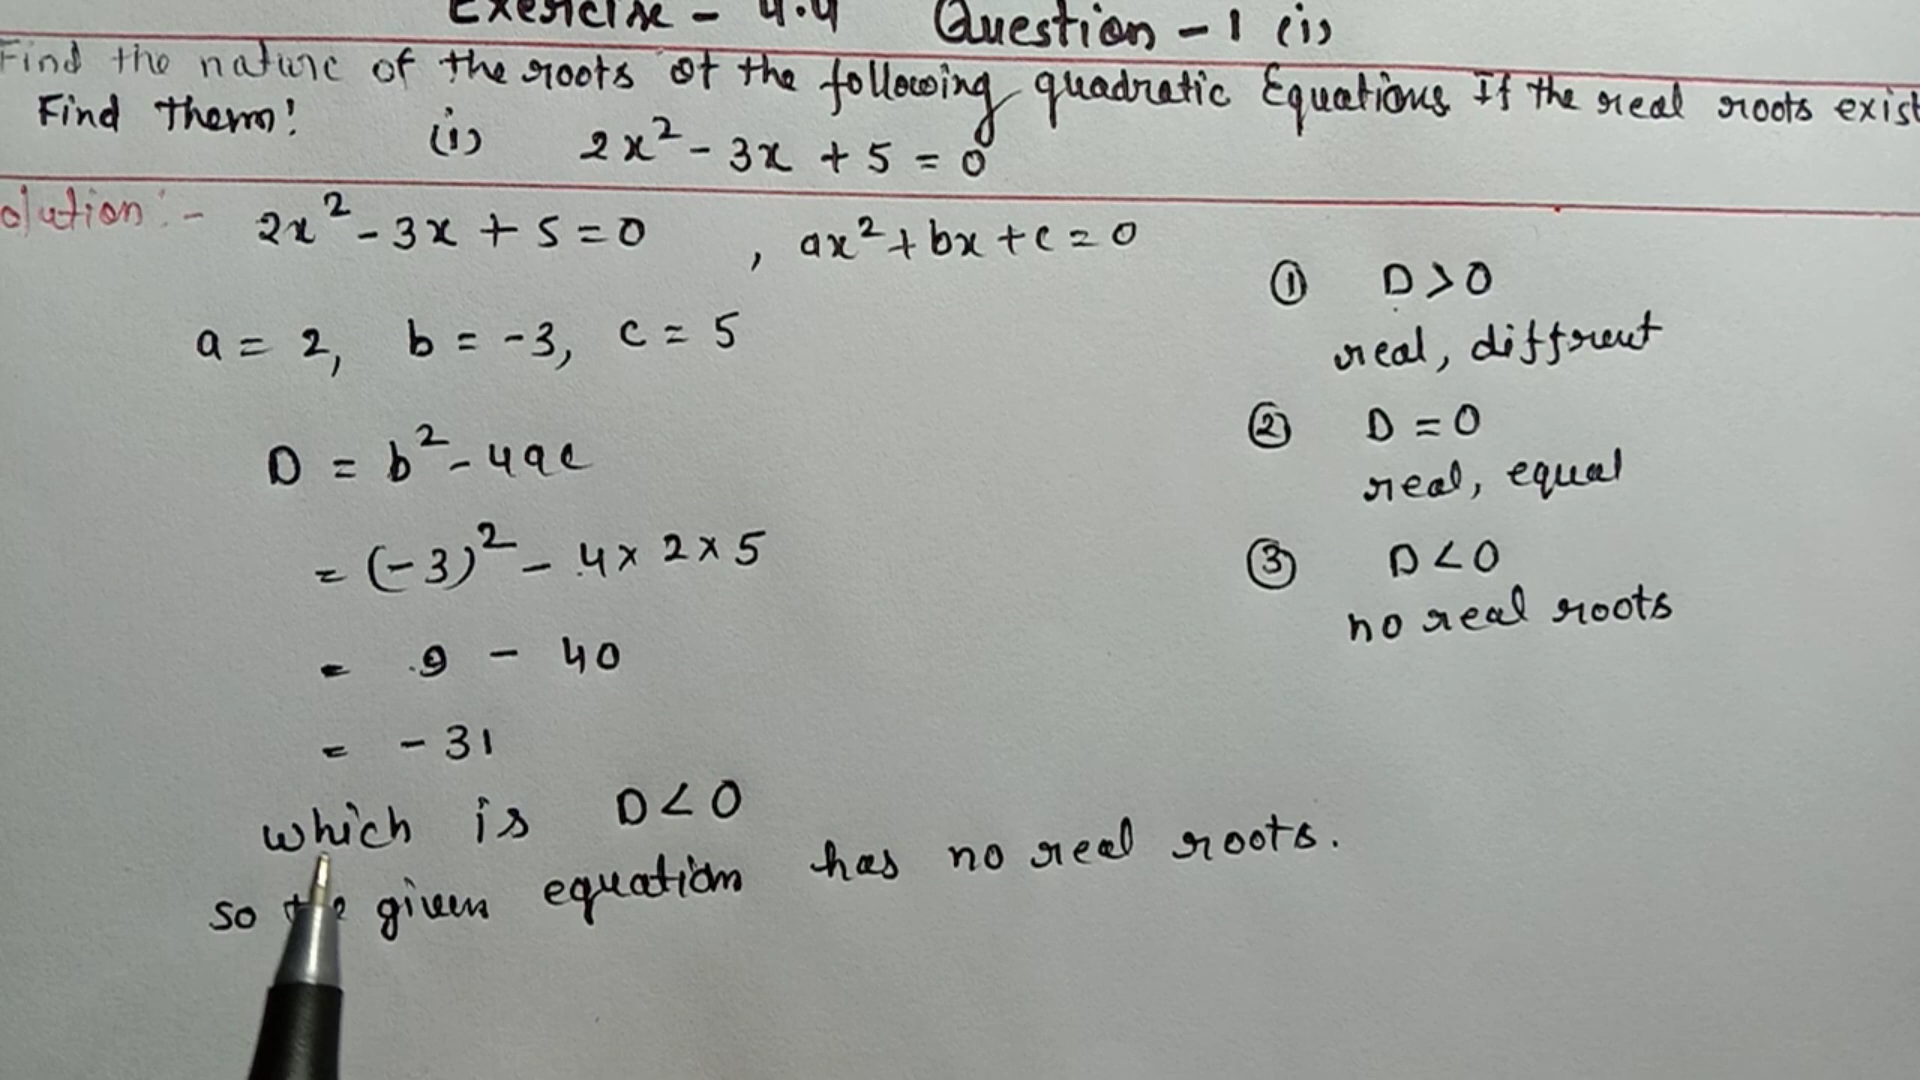 Exercise - 4.4 Question - 1 (i)
Find the nature of the roots of the following quadratic Equations If the real roots exist
Find them!
(i) 2x² - 3x + 5 = 0
olution :- 2x² - 3x + 5 = 0 , ax² + bx + c = 0
a = 2, b = -3, c = 5
D = b² - 4ac
= (-3)² - 4 x 2 x 5
= 9 - 40
= - 31
which is D < 0
so the given equation has no real roots.
① D > 0
real, diffrent
② D = 0
real, equal
③ D < 0
no real roots